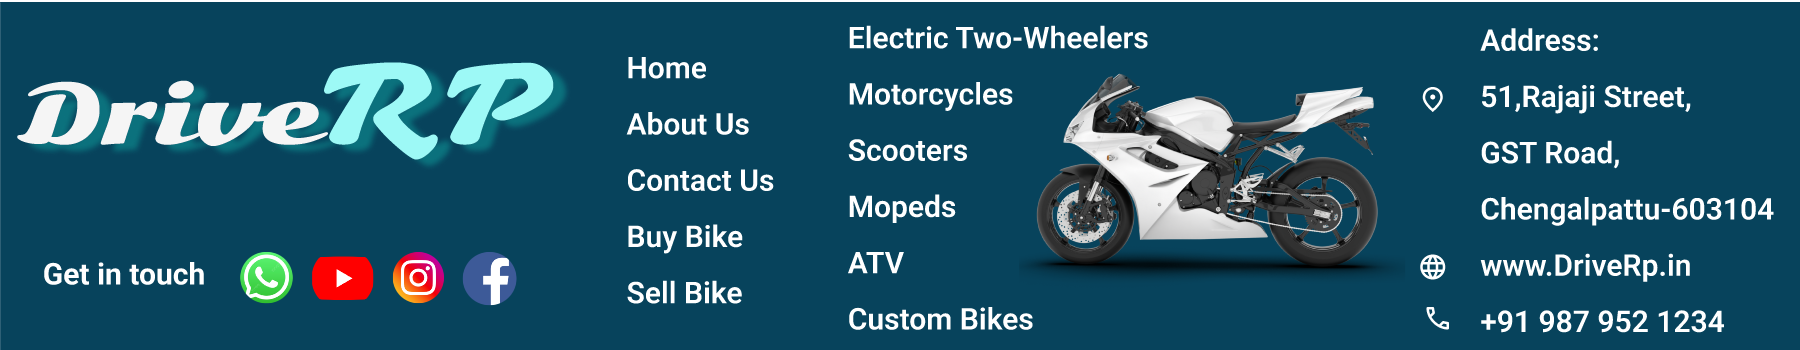 DriveRP
Get in touch
Home
About Us
Contact Us
Buy Bike
Sell Bike
Electric Two-Wheelers
Motorcycles
Scooters
Mopeds
ATV
Custom Bikes
Address:
51,Rajaji Street,
GST Road,
Chengalpattu-603104
www.DriveRp.in
+91 987 952 1234